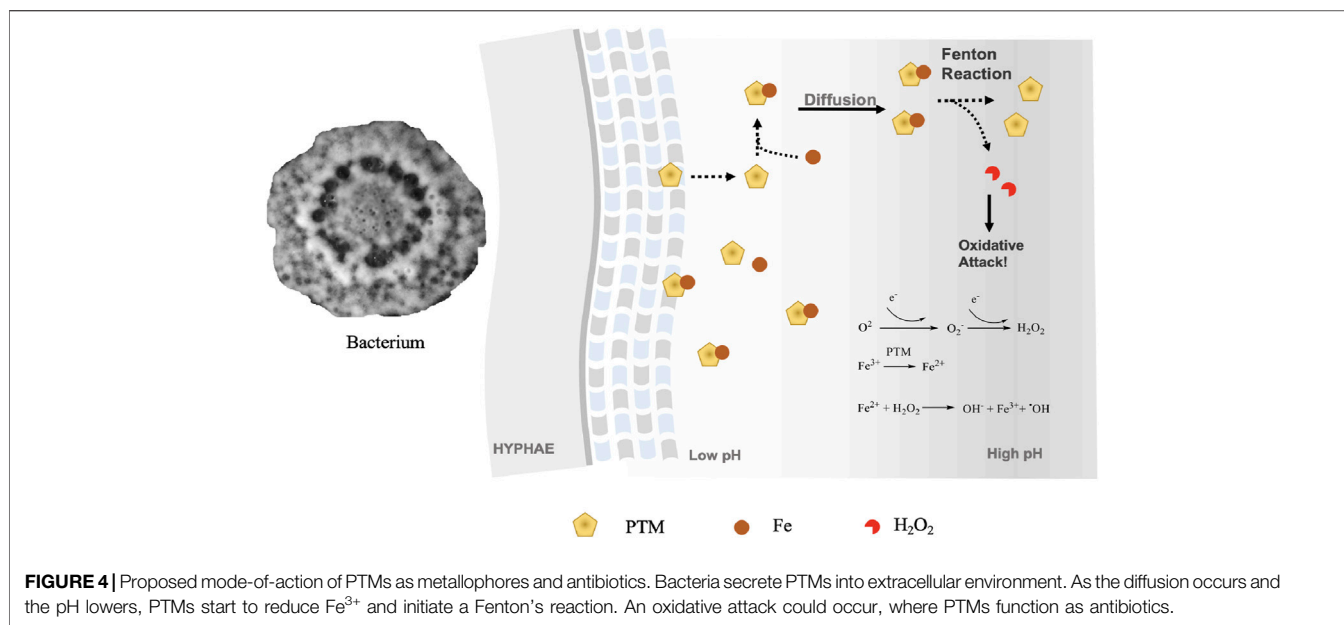 Fenton
Reaction
Diffusion
Oxidative
Attack!
Bacterium
e- e-
O2 O2- H2O2
PTM
Fe3+ Fe2+
Fe2+ + H2O2 OH- + Fe3+ + •OH
HYPHAE
Low pH
High pH
PTM Fe H2O2
FIGURE 4 | Proposed mode-of-action of PTMs as metallophores and antibiotics. Bacteria secrete PTMs into extracellular environment. As the diffusion occurs and
the pH lowers, PTMs start to reduce Fe3+ and initiate a Fenton's reaction. An oxidative attack could occur, where PTMs function as antibiotics.